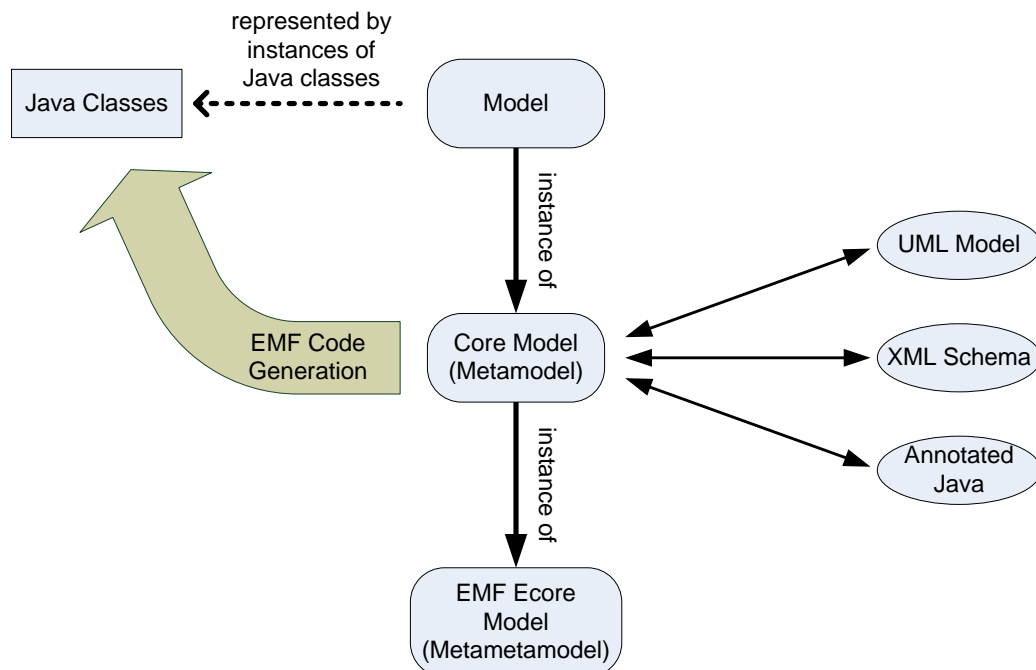 represented by
instances of
Java classes
Java Classes
Model
instance of
UML Model
EMF Code
Generation
Core Model
(Metamodel)
XML Schema
instance of
Annotated
Java
EMF Ecore
Model
(Metametamodel)